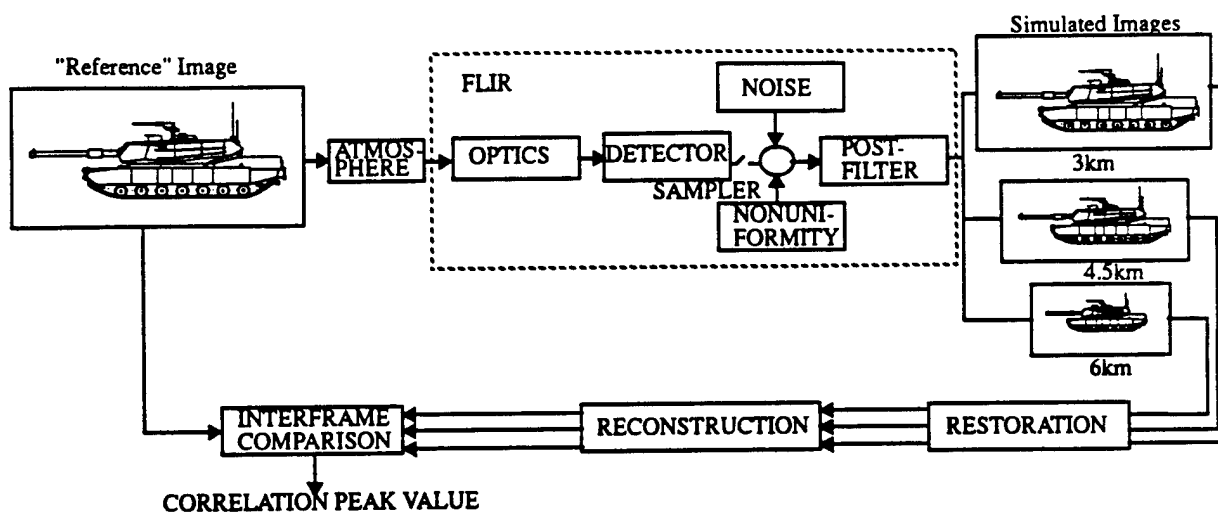 Simulated Images
"Reference" Image
FLIR
NOISE
ATMOS-
PHERE
OPTICS
DETECTOR
POST-
FILTER
SAMPLER
NONUNI-
FORMITY
3km
4.5km
6km
INTERFRAME
COMPARISON
RECONSTRUCTION
RESTORATION
CORRELATION PEAK VALUE